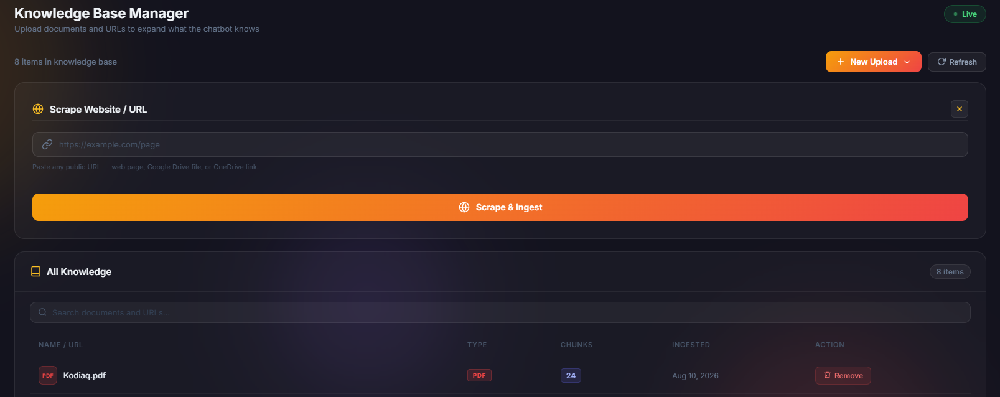 Knowledge Base Manager
Live
Upload documents and URLs to expand what the chatbot knows
8 items in knowledge base
New Upload
Refresh
Scrape Website / URL
https://example.com/page
Paste any public URL — web page, Google Drive file, or OneDrive link.
Scrape & Ingest
All Knowledge
8 items
Search documents and URLs...
NAME / URL TYPE CHUNKS INGESTED ACTION
PDF Kodiaq.pdf PDF 24 Aug 10, 2026 Remove